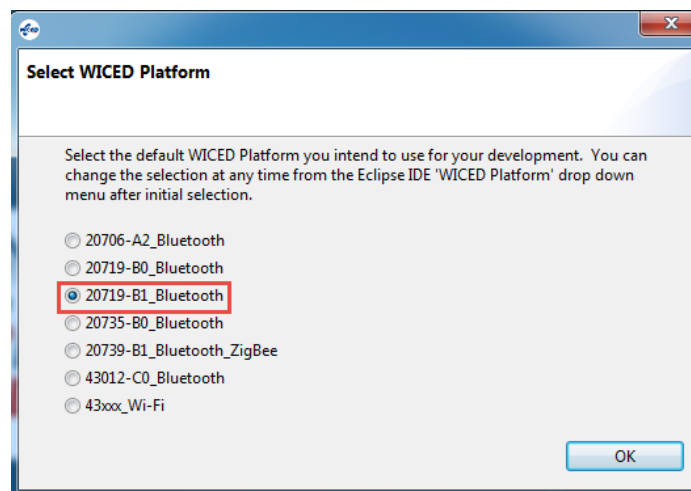 Select WICED Platform
Select the default WICED Platform you intend to use for your development. You can
change the selection at any time from the Eclipse IDE 'WICED Platform' drop down
menu after initial selection.
20706-A2_Bluetooth
20719-B0_Bluetooth
20719-B1_Bluetooth
20735-B0_Bluetooth
20739-B1_Bluetooth_ZigBee
43012-C0_Bluetooth
43xxx_Wi-Fi
OK